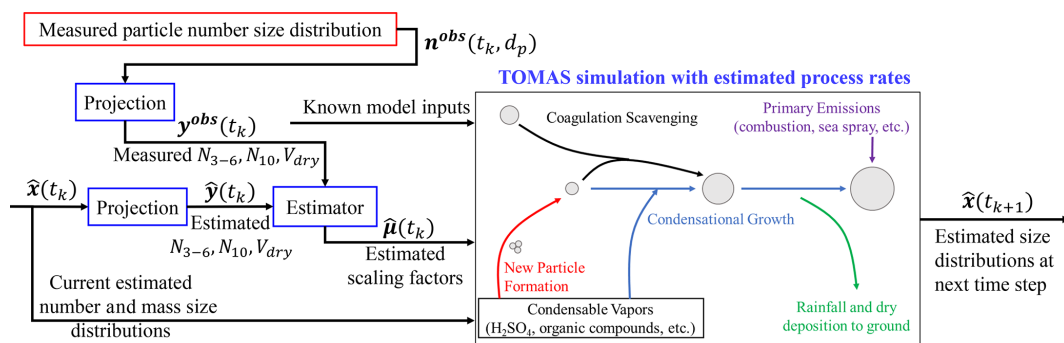 Measured particle number size distribution
n^obs(t_k, d_p)
Projection
y^obs(t_k)
Measured N_3−6, N_10, V_dry
x̂(t_k)
Projection
ŷ(t_k)
Estimated
N_3−6, N_10, V_dry
Estimator
μ̂(t_k)
Estimated
scaling factors
Current estimated
number and mass size
distributions
Known model inputs
TOMAS simulation with estimated process rates
Coagulation Scavenging
Primary Emissions
(combustion, sea spray, etc.)
Condensational Growth
New Particle
Formation
Condensable Vapors
(H₂SO₄, organic compounds, etc.)
Rainfall and dry
deposition to ground
x̂(t_k+1)
Estimated size
distributions at
next time step